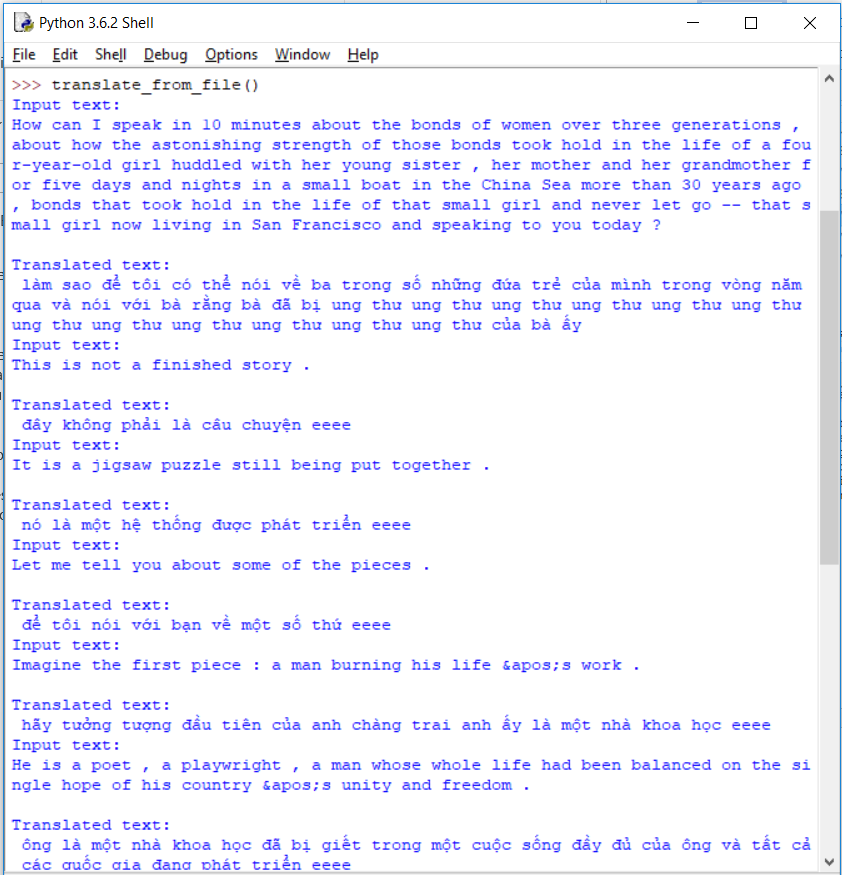 Python 3.6.2 Shell
File Edit Shell Debug Options Window Help
>>> translate_from_file()
Input text:
How can I speak in 10 minutes about the bonds of women over three generations ,
about how the astonishing strength of those bonds took hold in the life of a fou
r-year-old girl huddled with her young sister , her mother and her grandmother f
or five days and nights in a small boat in the China Sea more than 30 years ago
, bonds that took hold in the life of that small girl and never let go -- that s
mall girl now living in San Francisco and speaking to you today ?
Translated text:
làm sao để tôi có thể nói về ba trong số những đứa trẻ của mình trong vòng năm
qua và nói với bà rằng bà đã bị ung thư ung thư ung thư ung thư ung thư ung thư
ung thư ung thư ung thư ung thư ung thư ung thư của bà ấy
Input text:
This is not a finished story .
Translated text:
đây không phải là câu chuyện eeee
Input text:
It is a jigsaw puzzle still being put together .
Translated text:
nó là một hệ thống được phát triển eeee
Input text:
Let me tell you about some of the pieces .
Translated text:
để tôi nói với bạn về một số thứ eeee
Input text:
Imagine the first piece : a man burning his life &apos;s work .
Translated text:
hãy tưởng tượng đầu tiên của anh chàng trai anh ấy là một nhà khoa học eeee
Input text:
He is a poet , a playwright , a man whose whole life had been balanced on the si
ngle hope of his country &apos;s unity and freedom .
Translated text:
ông là một nhà khoa học đã bị giết trong một cuộc sống đầy đủ của ông và tất cả
các quốc gia đang phát triển eeee